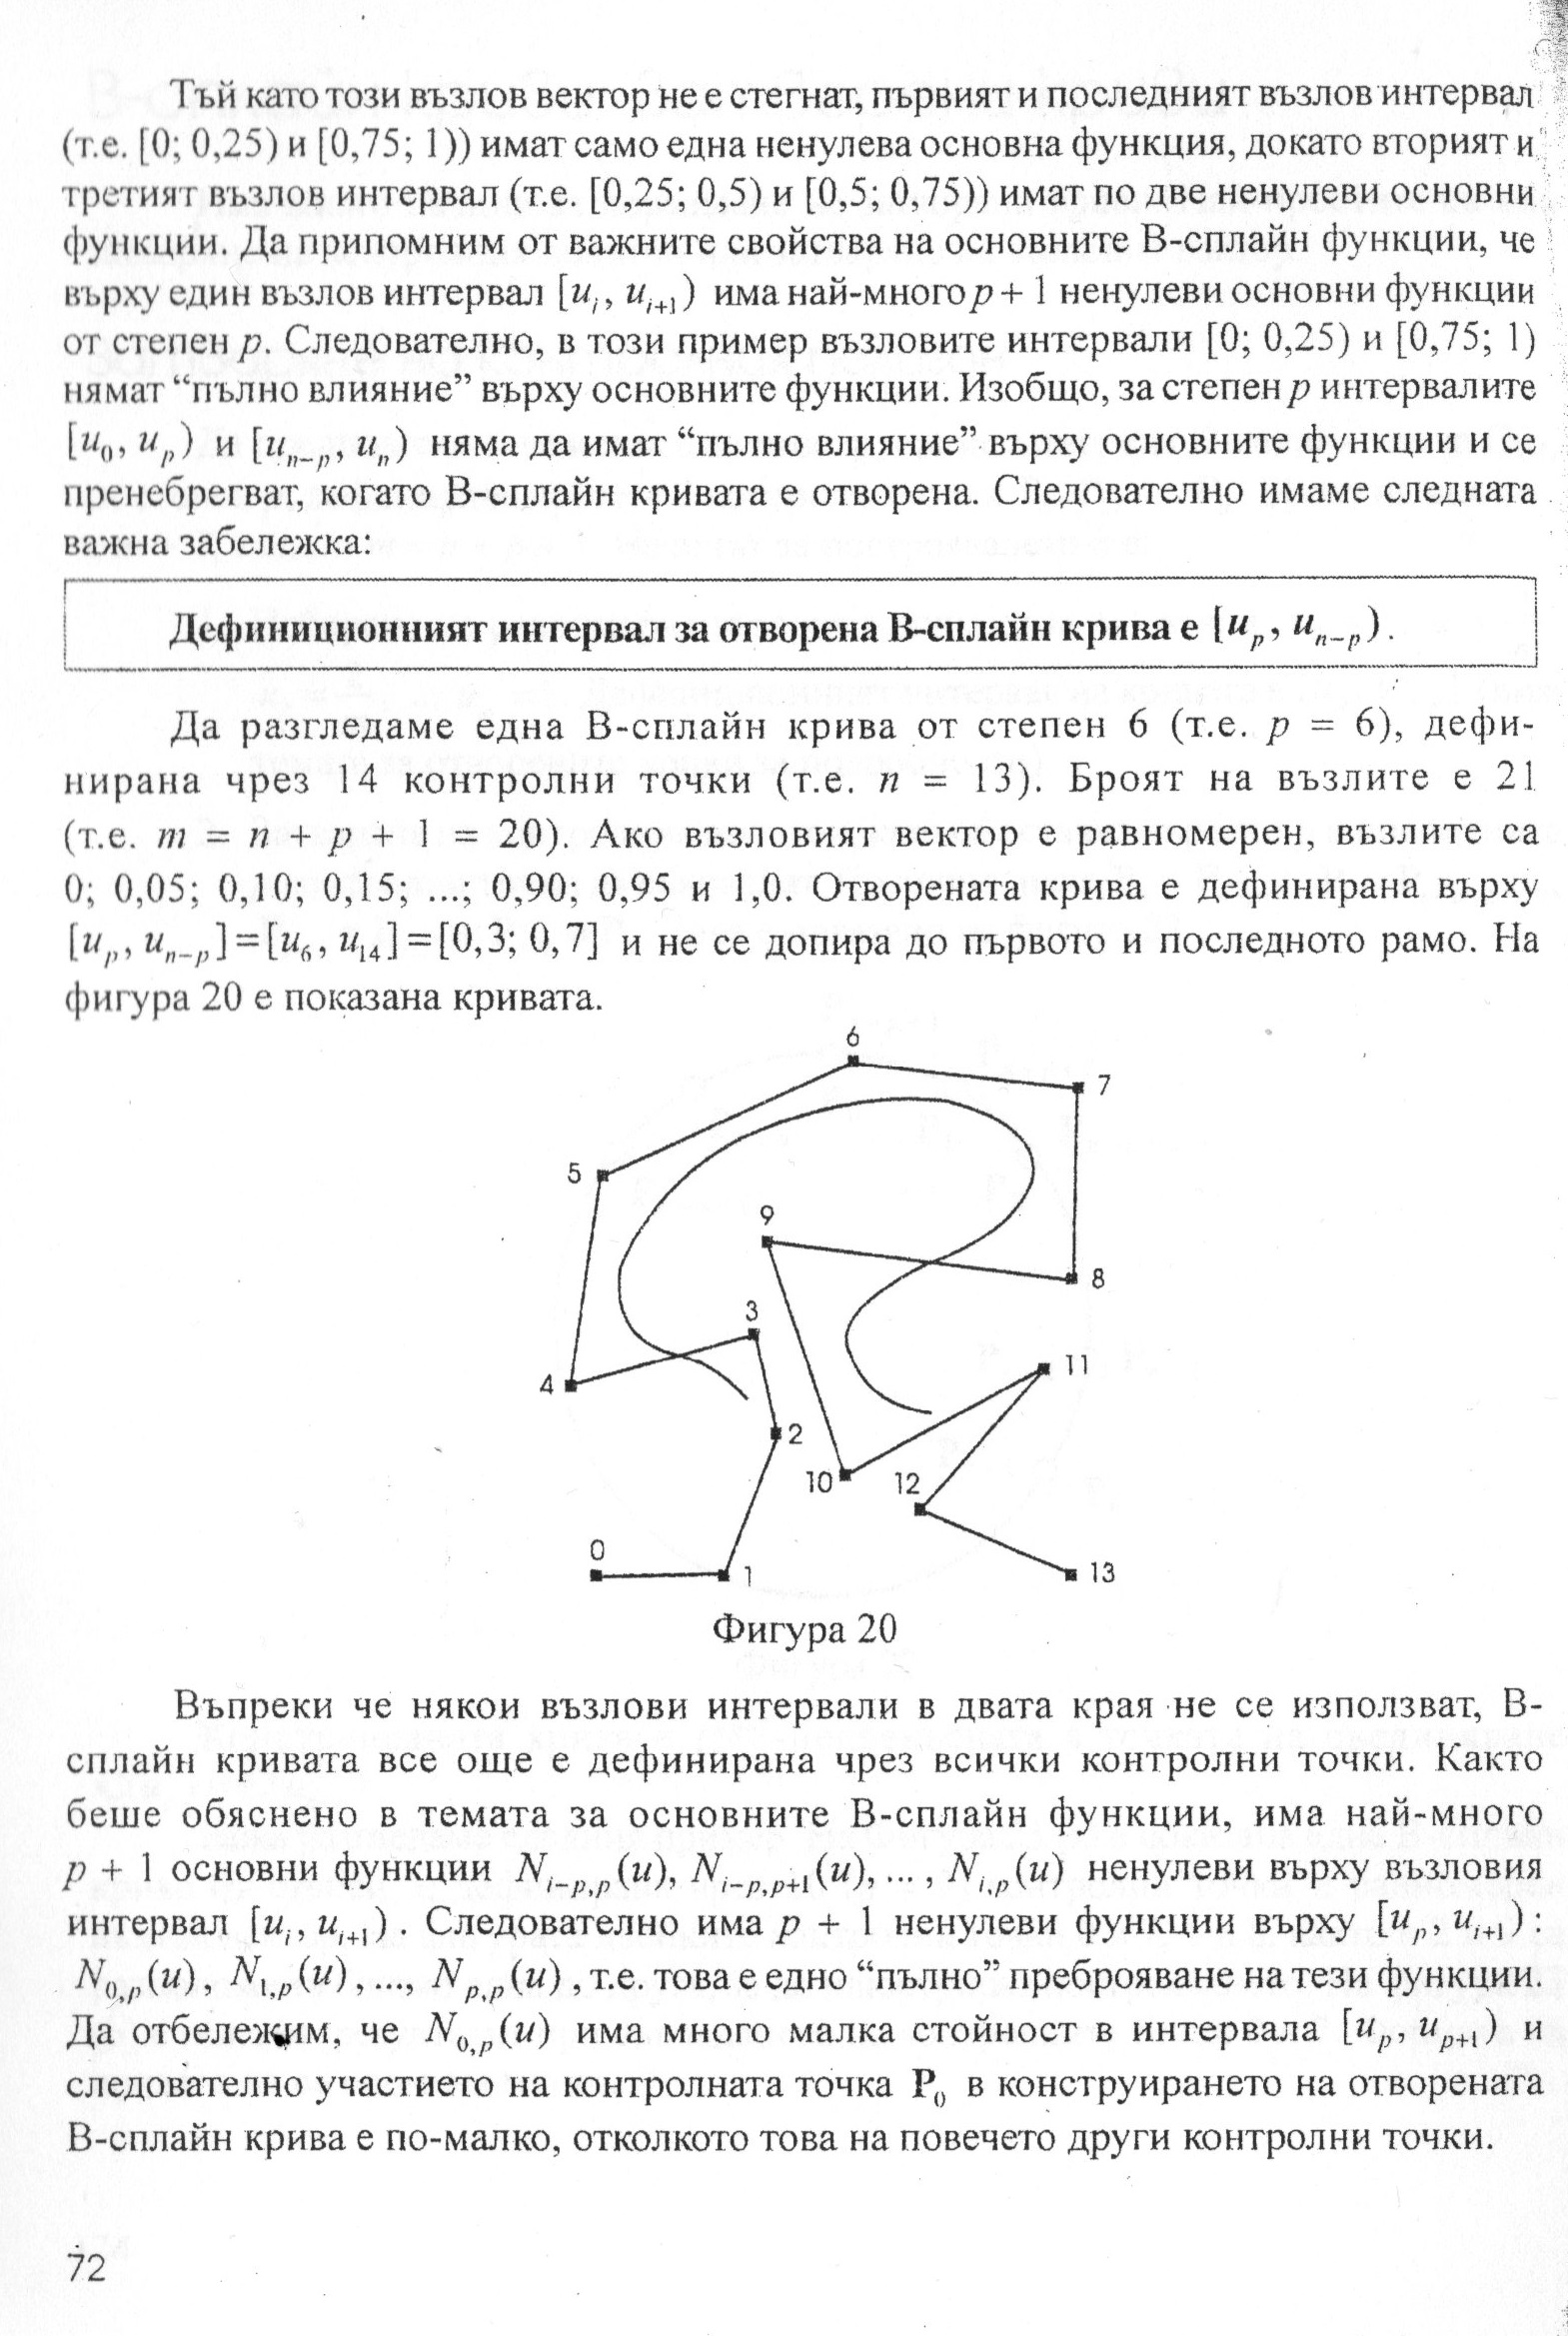 Тъй като този възлов вектор не е стегнат, първият и последният възлов интервал
(т.е. [0; 0,25) и [0,75; 1)) имат само една ненулева основна функция, докато вторият и
третият възлов интервал (т.е. [0,25; 0,5) и [0,5; 0,75)) имат по две ненулеви основни
функции. Да припомним от важните свойства на основните В-сплайн функции, че
върху един възлов интервал [u_i, u_{i+1}) има най-много p + 1 ненулеви основни функции
от степен p. Следователно, в този пример възловите интервали [0; 0,25) и [0,75; 1)
нямат “пълно влияние” върху основните функции. Изобщо, за степен p интервалите
[u_0, u_p) и [u_{n-p}, u_n) няма да имат “пълно влияние” върху основните функции и се
пренебрегват, когато В-сплайн кривата е отворена. Следователно имаме следната
важна забележка:
Дефиниционният интервал за отворена В-сплайн крива е [u_p, u_{n-p}).
Да разгледаме една В-сплайн крива от степен 6 (т.е. p = 6), дефи-
нирана чрез 14 контролни точки (т.е. n = 13). Броят на възлите е 21
(т.е. m = n + p + 1 = 20). Ако възловият вектор е равномерен, възлите са
0; 0,05; 0,10; 0,15; ...; 0,90; 0,95 и 1,0. Отворената крива е дефинирана върху
[u_p, u_{n-p}] = [u_6, u_14] = [0,3; 0,7] и не се допира до първото и последното рамо. На
фигура 20 е показана кривата.
6
7
5
9
8
3
11
4
2
10
12
0
1
13
Фигура 20
Въпреки че някои възлови интервали в двата края не се използват, В-
сплайн кривата все още е дефинирана чрез всички контролни точки. Както
беше обяснено в темата за основните В-сплайн функции, има най-много
p + 1 основни функции N_{i-p,p}(u), N_{i-p,p+1}(u), ... , N_{i,p}(u) ненулеви върху възловия
интервал [u_i, u_{i+1}) . Следователно има p + 1 ненулеви функции върху [u_p, u_{i+1}) :
N_{0,p}(u) , N_{1,p}(u) , ..., N_{p,p}(u) , т.е. това е едно “пълно” преброяване на тези функции.
Да отбележим, че N_{0,p}(u) има много малка стойност в интервала [u_p, u_{p+1}) и
следователно участието на контролната точка P_0 в конструирането на отворената
В-сплайн крива е по-малко, отколкото това на повечето други контролни точки.
72